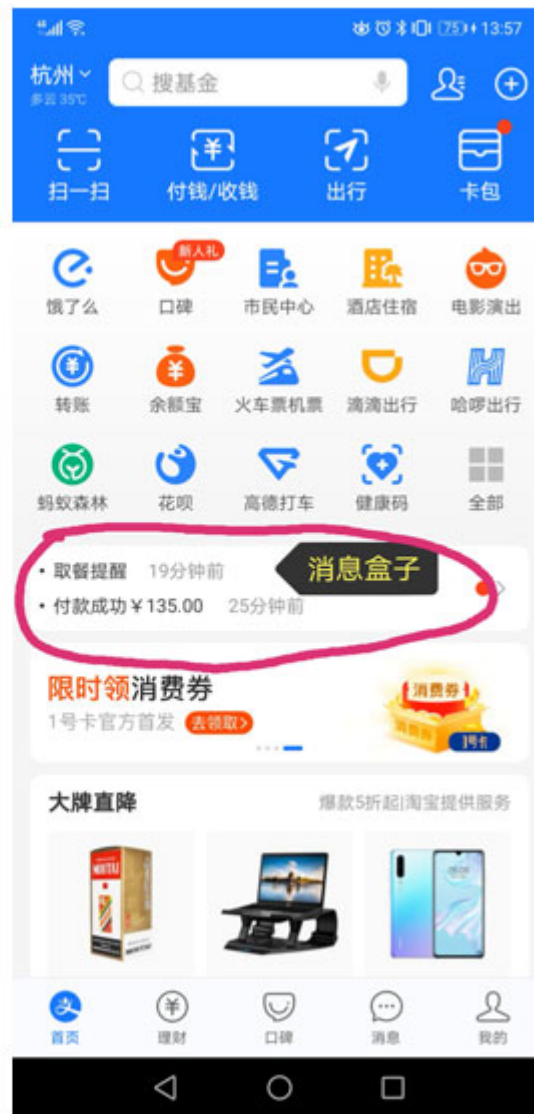 75 13:57
杭州
多云 35℃
搜基金
扫一扫 付钱/收钱 出行 卡包
新人礼
饿了么 口碑 市民中心 酒店住宿 电影演出
转账 余额宝 火车票机票 滴滴出行 哈啰出行
蚂蚁森林 花呗 高德打车 健康码 全部
• 取餐提醒 19分钟前
消息盒子
• 付款成功￥135.00 25分钟前
限时领消费券
1号卡官方首发 去领取>
消费券
1号卡
大牌直降 爆款5折起|淘宝提供服务
首页 理财 口碑 消息 我的